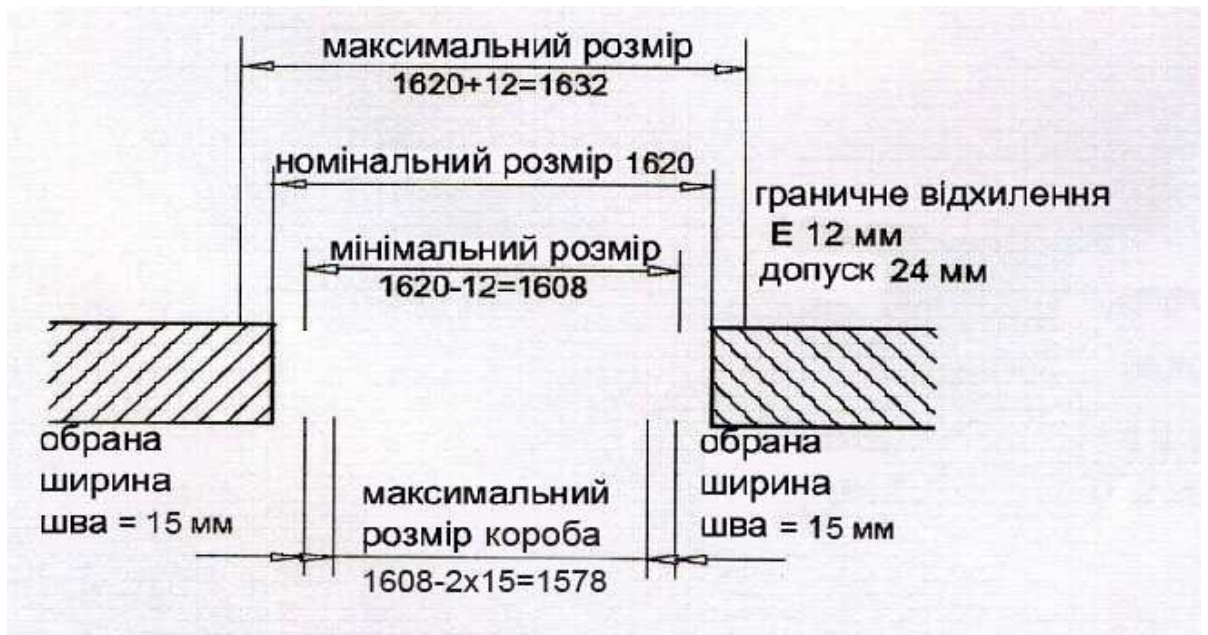 максимальний розмір
1620+12=1632
номінальний розмір 1620
граничне відхилення
Е 12 мм
допуск 24 мм
мінімальний розмір
1620-12=1608
обрана
ширина
шва = 15 мм
максимальний
розмір короба
1608-2х15=1578
обрана
ширина
шва = 15 мм